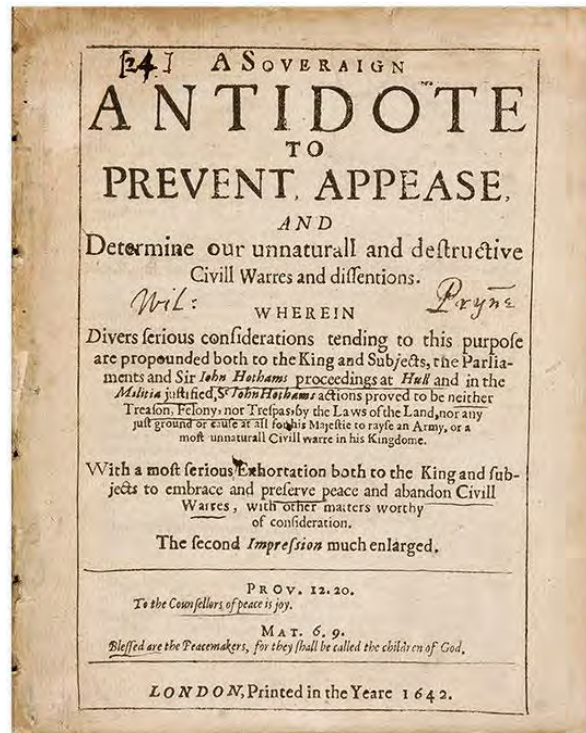 [24] A SOVERAIGN
ANTIDOTE
TO
PREVENT, APPEASE,
AND
Determine our unnaturall and deſtructive
Civill Warres and diſſentions.
Wil: Prynē
WHEREIN
Divers ſerious conſiderations tending to this purpoſe
are propounded both to the King and Subjects, the Parlia-
ments and Sir Iohn Hothams proceedings at Hull and in the
Militia juſtified, Sr Iohn Hothams actions proved to be neither
Treaſon, Felony, nor Treſpas, by the Laws of the Land, nor any
juſt ground or cauſe at all for his Majeſtie to rayſe an Army, or a
moſt unnaturall Civill warre in his Kingdome.
With a moſt ſerious Exhortation both to the King and ſub-
jects to embrace and preſerve peace and abandon Civill
Warres, with other matters worthy
of conſideration.
The ſecond Impreſſion much enlarged.
PROV. 12. 20.
To the Counſellors of peace is joy.
MAT. 6. 9.
Bleſſed are the Peacemakers, for they ſhall be called the children of God.
LONDON, Printed in the Yeare 1642.